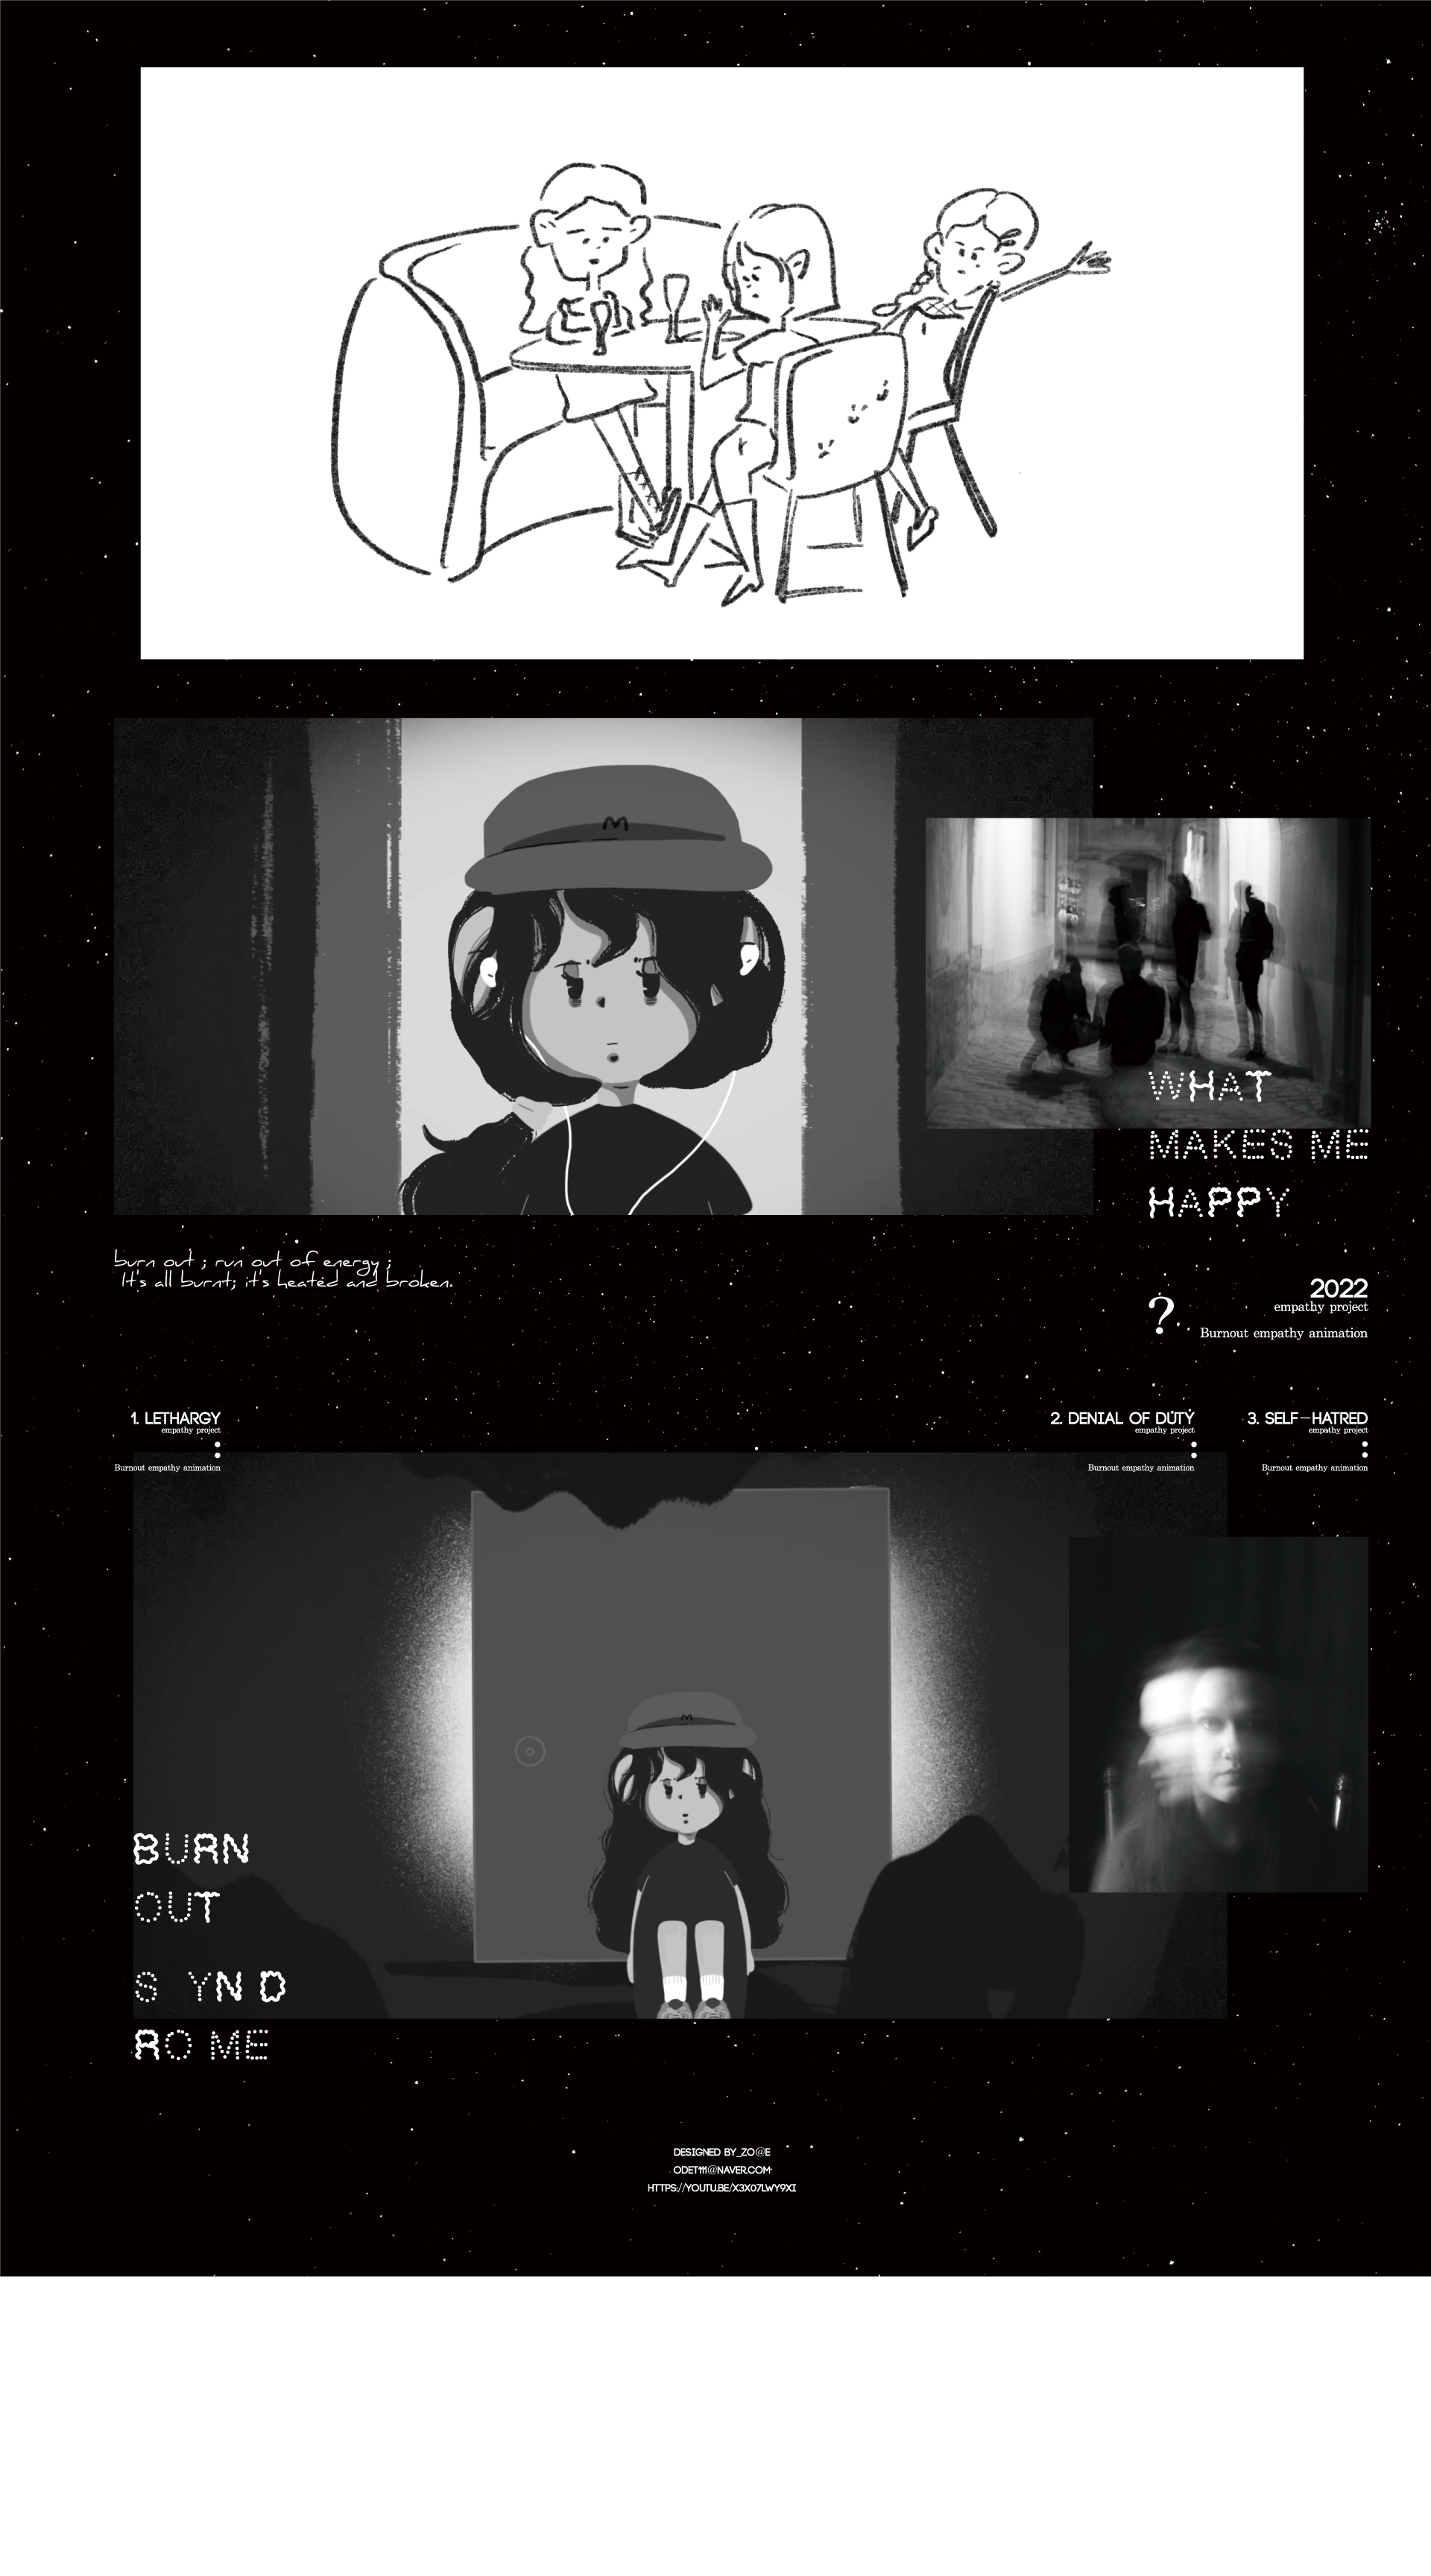 WHAT
MAKES ME
HAPPY
?
burn out ; run out of energy ;
It's all burnt; it's heated and broken.
2022
empathy project
Burnout empathy animation
1. LETHARGY
empathy project
:
Burnout empathy animation
2. DENIAL OF DUTY
empathy project
:
Burnout empathy animation
3. SELF-HATRED
empathy project
:
Burnout empathy animation
M
BURN
OUT
S YN D
RO ME
DESIGNED BY_ZO@E
ODET111@NAVER.COM
HTTPS://YOUTU.BE/X3X07LWY9XI